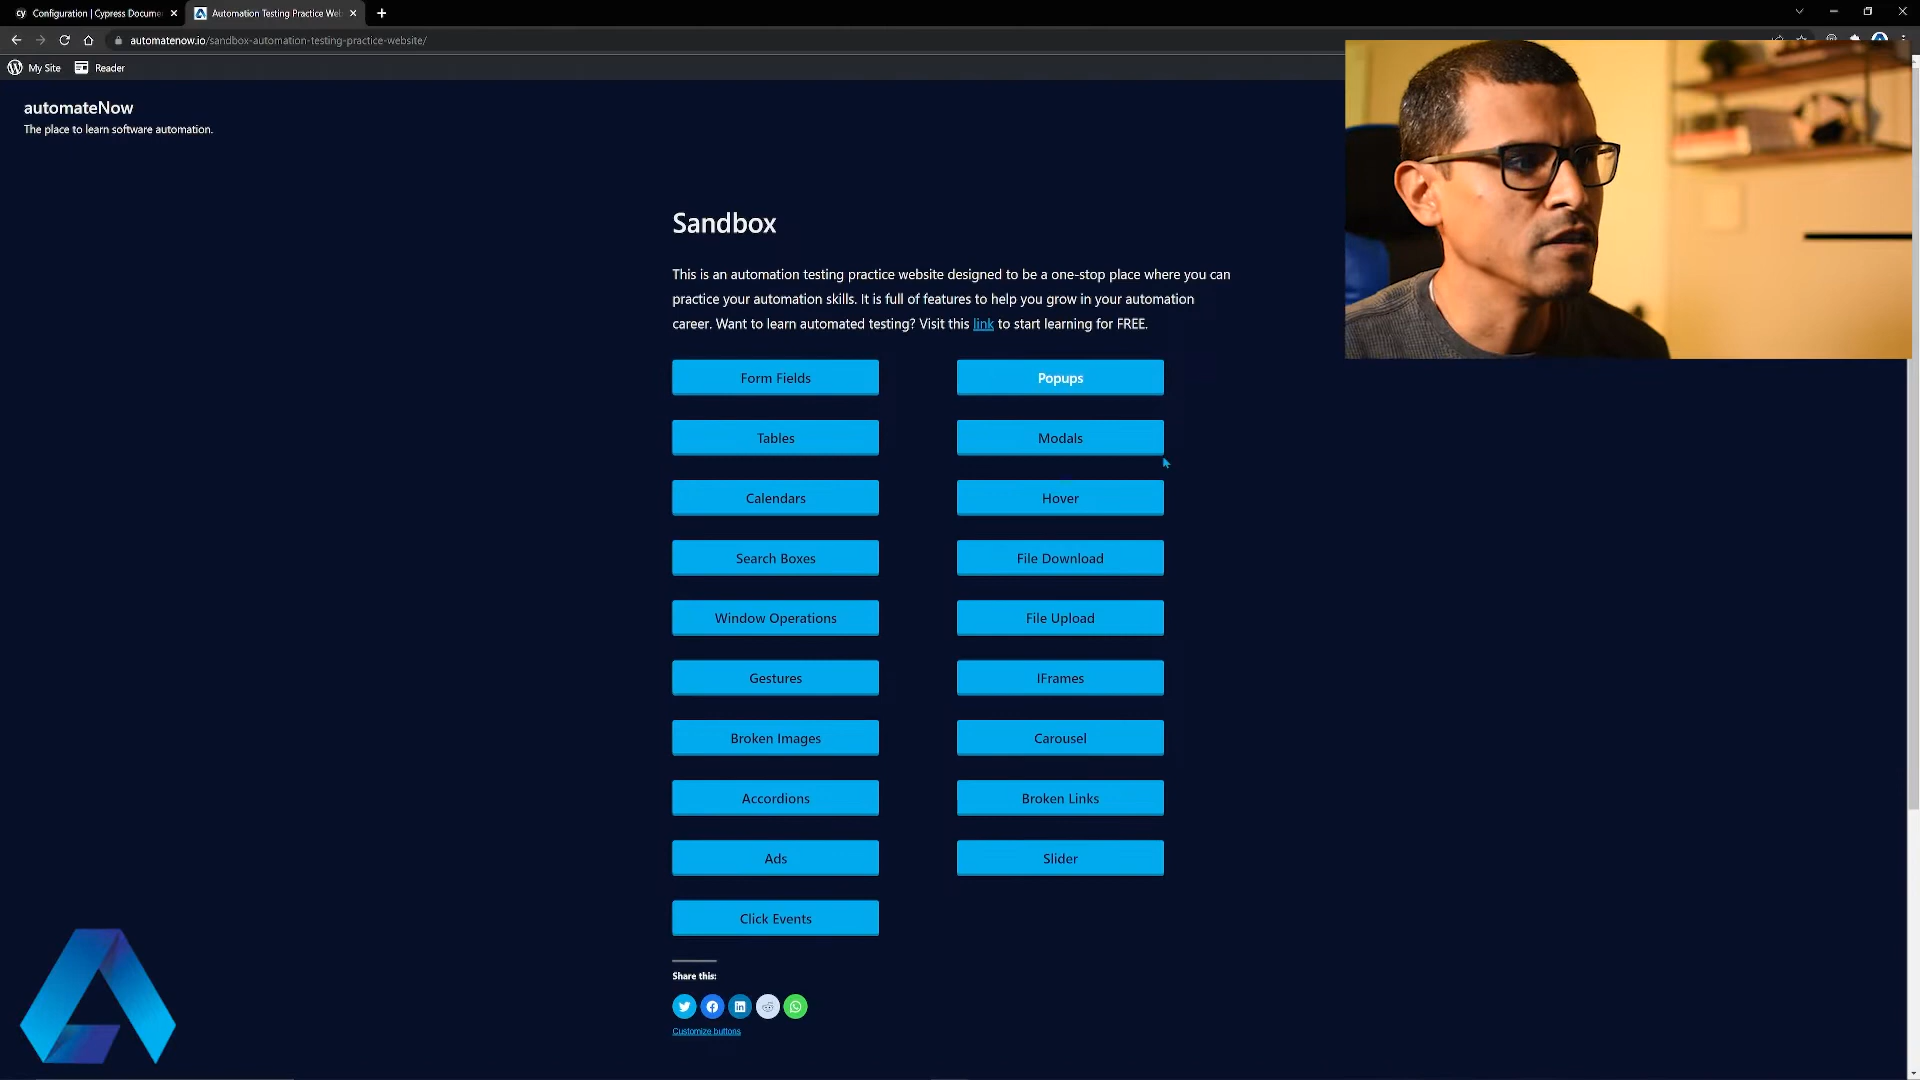 Configuration | Cypress Docume
Automation Testing Practice Web
automatenow.io/sandbox-automation-testing-practice-website/
My Site
Reader
automateNow
The place to learn software automation.
Sandbox
This is an automation testing practice website designed to be a one-stop place where you can
practice your automation skills. It is full of features to help you grow in your automation
career. Want to learn automated testing? Visit this link to start learning for FREE.
Form Fields
Popups
Tables
Modals
Calendars
Hover
Search Boxes
File Download
Window Operations
File Upload
Gestures
IFrames
Broken Images
Carousel
Accordions
Broken Links
Ads
Slider
Click Events
Share this:
Customize buttons